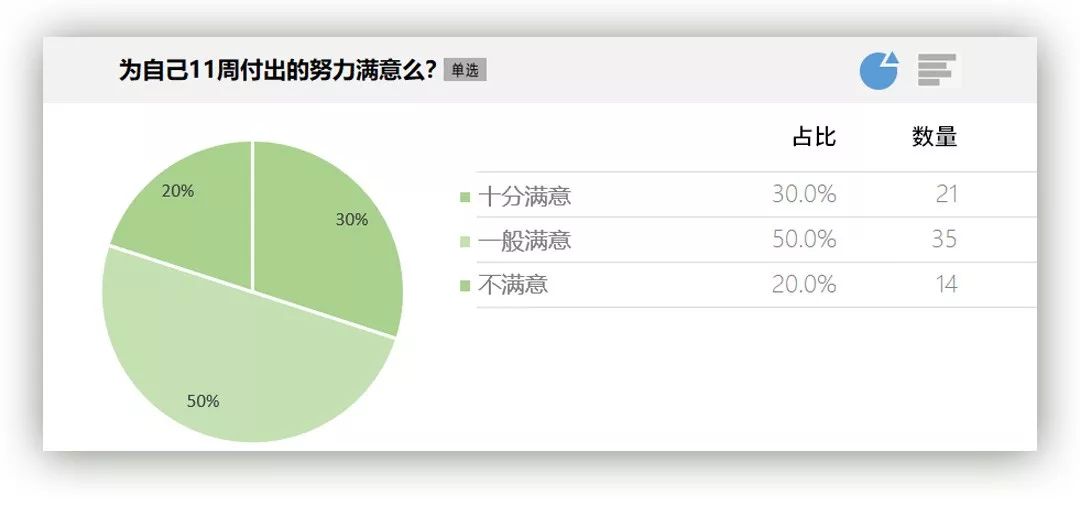 为自己11周付出的努力满意么? 单选
占比 数量
十分满意 30.0% 21
一般满意 50.0% 35
不满意 20.0% 14
20%
30%
50%